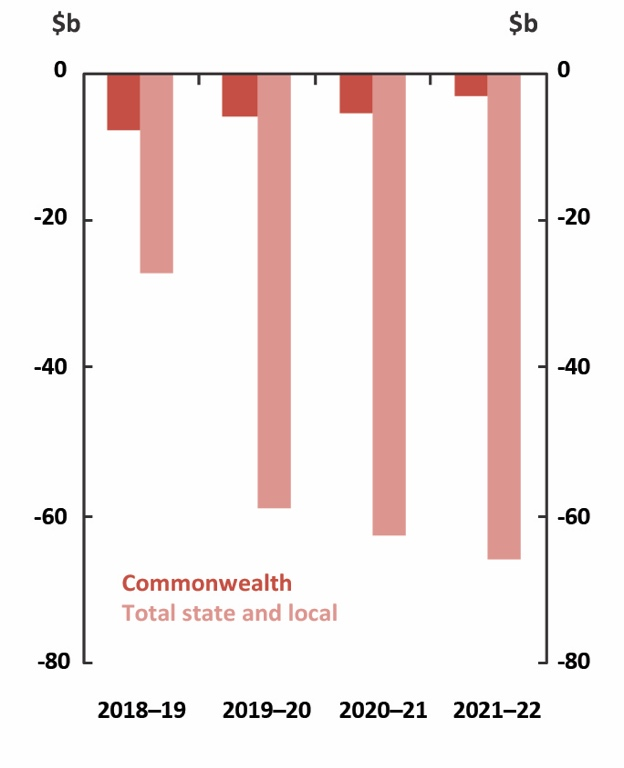 $b $b
0 0
-20 -20
-40 -40
-60 -60
Commonwealth
Total state and local
-80 -80
2018–19 2019–20 2020–21 2021–22